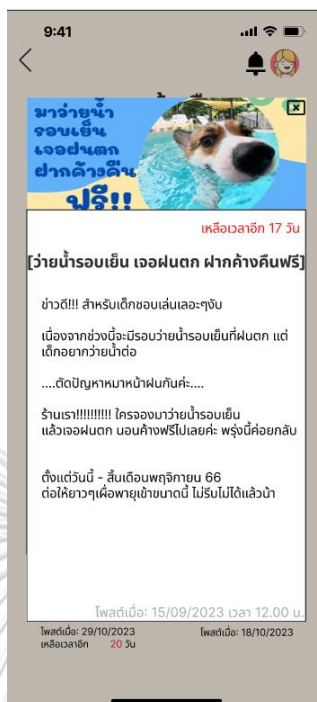 9:41
มาว่ายน้ำ
รอบเย็น
เจอฝนตก
ฝากค้างคืน
ฟรี!!
เหลือเวลาอีก 17 วัน
[ว่ายน้ำรอบเย็น เจอฝนตก ฝากค้างคืนฟรี]
ข่าวดี!!! สำหรับเด็กชอบเล่นเลอะๆงับ
เนื่องจากช่วงนี้จะมีรอบว่ายน้ำรอบเย็นที่ฝนตก แต่
เด็กอยากว่ายน้ำต่อ
....ตัดปัญหาหมาหน้าฝนกันค่ะ....
ร้านเรา!!!!!!!!!! ใครจองมาว่ายน้ำรอบเย็น
แล้วเจอฝนตก นอนค้างฟรีไปเลยค่ะ พรุ่งนี้ค่อยกลับ
ตั้งแต่วันนี้ - สิ้นเดือนพฤจิกายน 66
ต่อให้ยาวๆเผื่อพายุเข้าขนาดนี้ ไม่รีบไม่ได้แล้วน้า
โพสต์เมื่อ: 15/09/2023 เวลา 12.00 น.
โพสต์เมื่อ: 29/10/2023 โพสต์เมื่อ: 18/10/2023
เหลือเวลาอีก 20 วัน